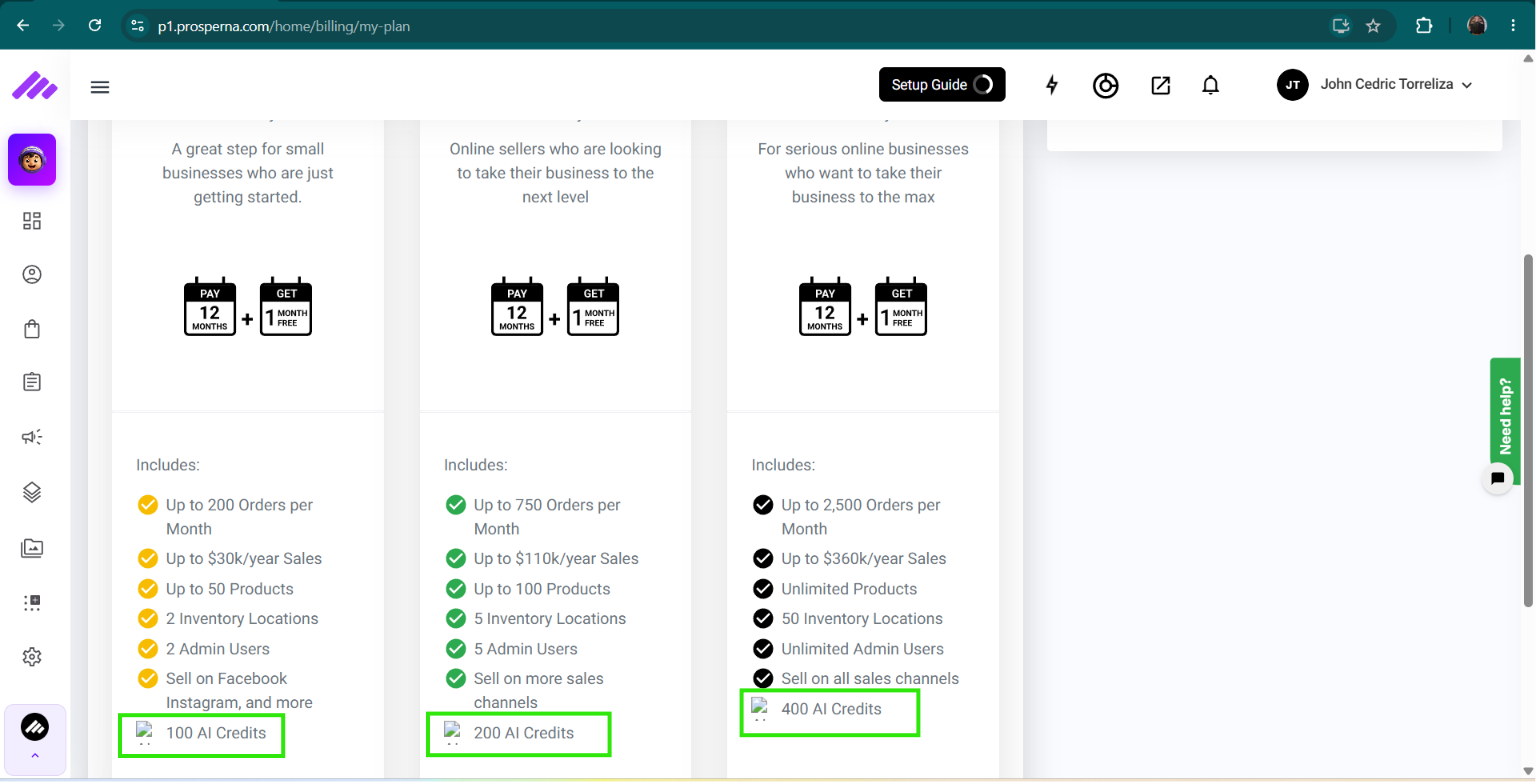 p1.prosperna.com/home/billing/my-plan
Setup Guide
JT
John Cedric Torreliza
A great step for small
businesses who are just
getting started.
PAY
12
MONTHS
+
GET
1 MONTH
FREE
Includes:
Up to 200 Orders per
Month
Up to $30k/year Sales
Up to 50 Products
2 Inventory Locations
2 Admin Users
Sell on Facebook
Instagram, and more
100 AI Credits
Online sellers who are looking
to take their business to the
next level
PAY
12
MONTHS
+
GET
1 MONTH
FREE
Includes:
Up to 750 Orders per
Month
Up to $110k/year Sales
Up to 100 Products
5 Inventory Locations
5 Admin Users
Sell on more sales
channels
200 AI Credits
For serious online businesses
who want to take their
business to the max
PAY
12
MONTHS
+
GET
1 MONTH
FREE
Includes:
Up to 2,500 Orders per
Month
Up to $360k/year Sales
Unlimited Products
50 Inventory Locations
Unlimited Admin Users
Sell on all sales channels
400 AI Credits
Need help?